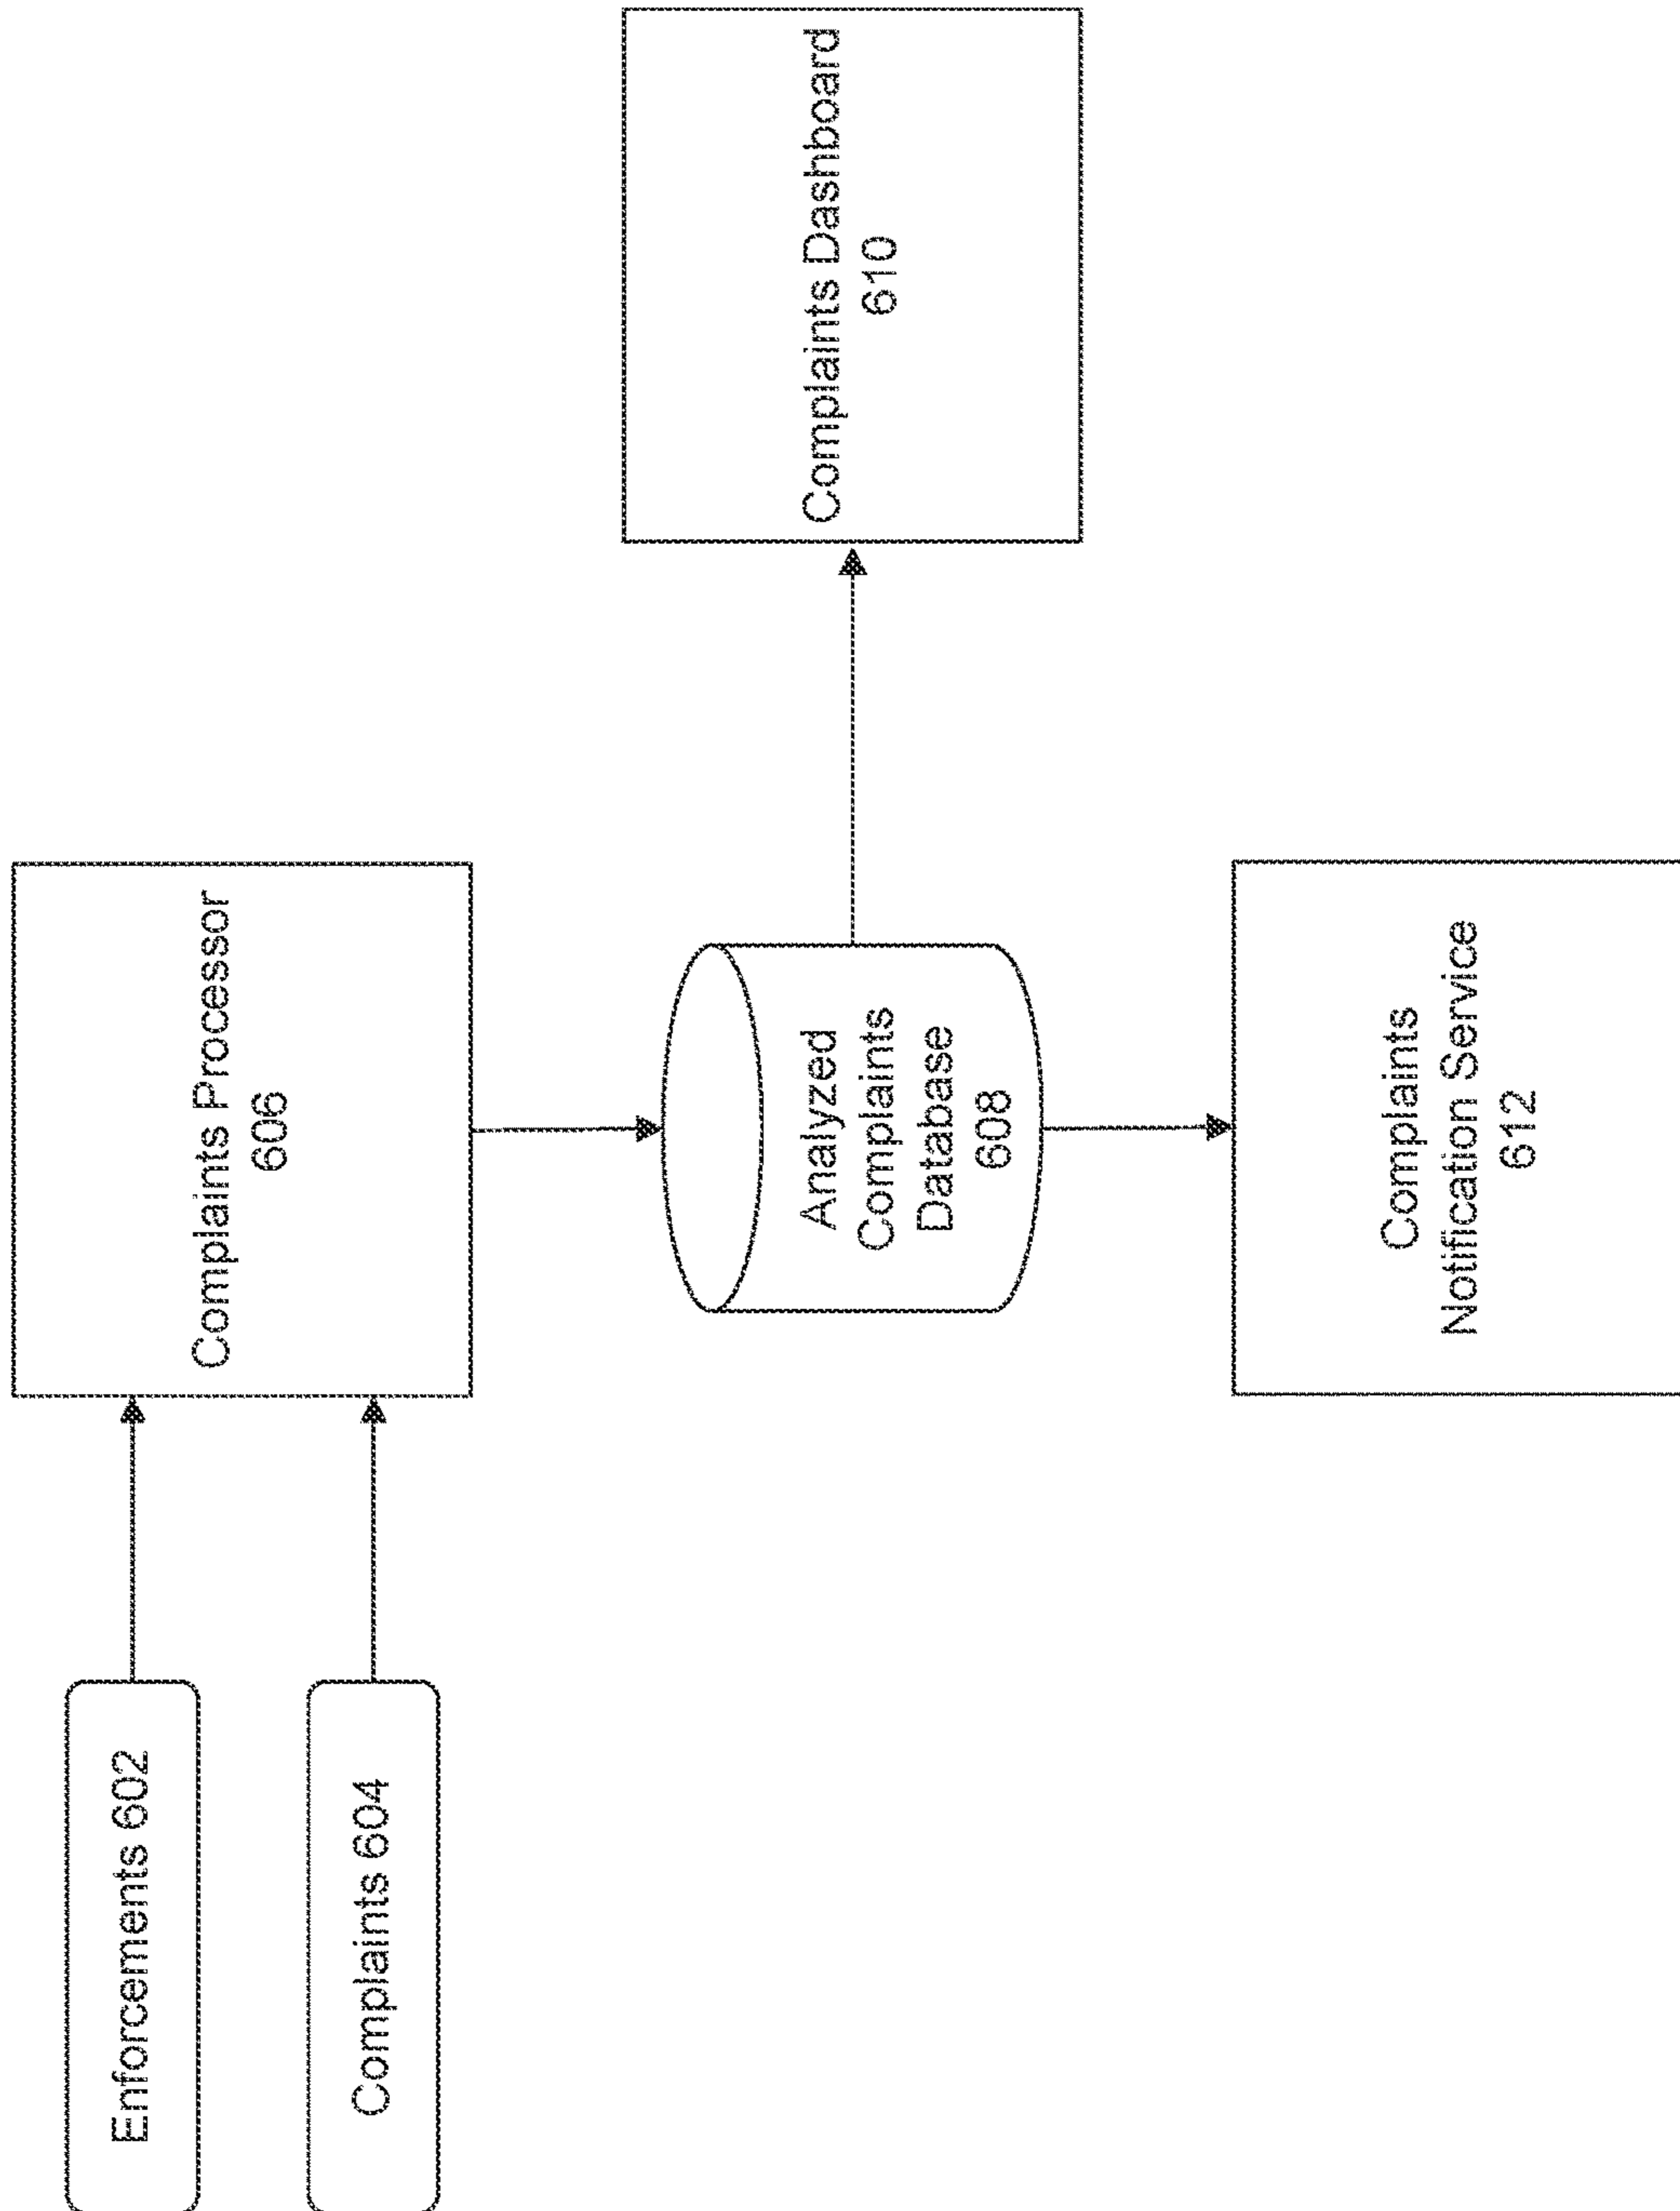 Enforcements 602
Complaints 604
Complaints Processor
606
Analyzed
Complaints
Database
608
Complaints Dashboard
610
Complaints
Notification Service
612